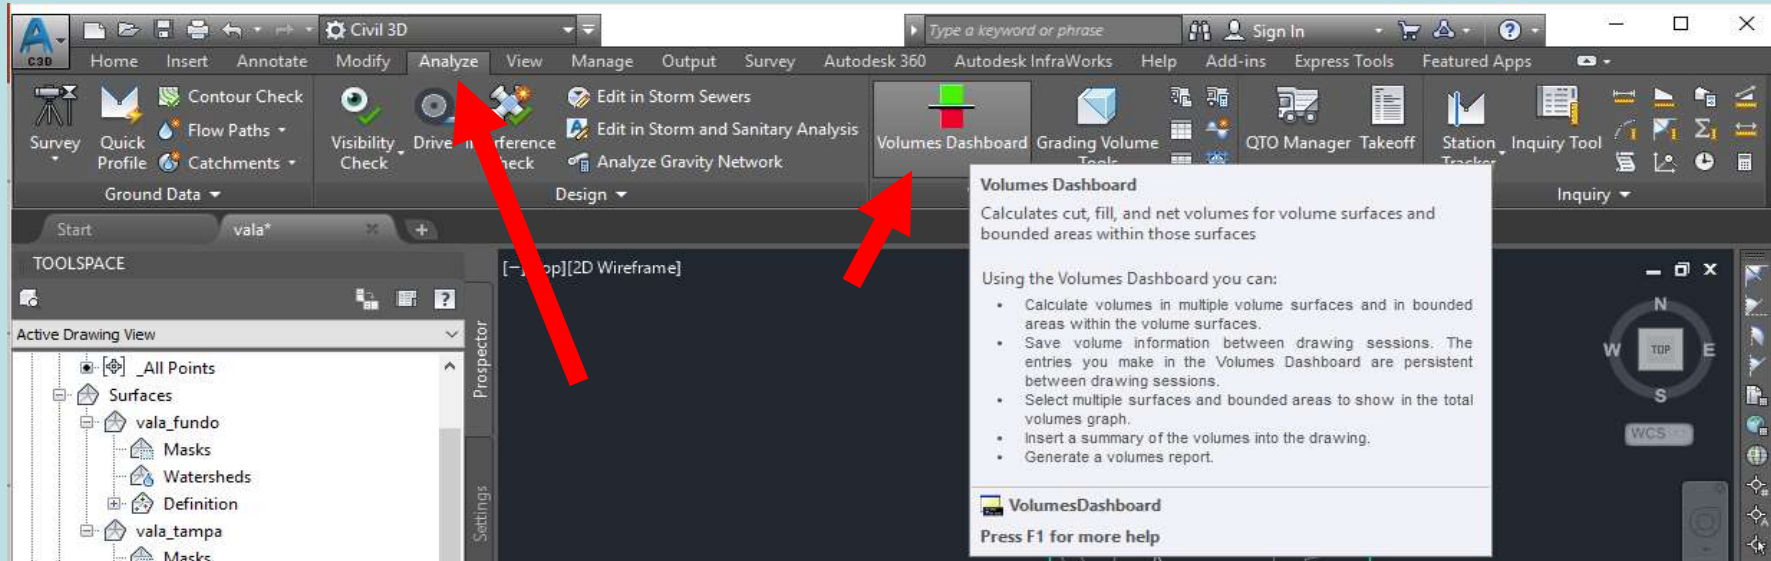 Civil 3D
Type a keyword or phrase
Sign In
C3D
Home Insert Annotate Modify Analyze View Manage Output Survey Autodesk 360 Autodesk InfraWorks Help Add-ins Express Tools Featured Apps
Survey
Quick
Profile
Contour Check
Flow Paths
Catchments
Ground Data
Visibility
Check
Drive
Check
Edit in Storm Sewers
Edit in Storm and Sanitary Analysis
Analyze Gravity Network
Design
Volumes Dashboard
Grading Volume
Tools
QTO Manager
Takeoff
Station
Tracker
Inquiry Tool
Inquiry
Start
vala*
TOOLSPACE
Active Drawing View
_All Points
Surfaces
vala_fundo
Masks
Watersheds
Definition
vala_tampa
Masks
Prospector
Settings
[2D Wireframe]
Volumes Dashboard
Calculates cut, fill, and net volumes for volume surfaces and
bounded areas within those surfaces
Using the Volumes Dashboard you can:
• Calculate volumes in multiple volume surfaces and in bounded
areas within the volume surfaces.
• Save volume information between drawing sessions. The
entries you make in the Volumes Dashboard are persistent
between drawing sessions.
• Select multiple surfaces and bounded areas to show in the total
volumes graph.
• Insert a summary of the volumes into the drawing.
• Generate a volumes report.
VolumesDashboard
Press F1 for more help
N
W TOP E
S
WCS